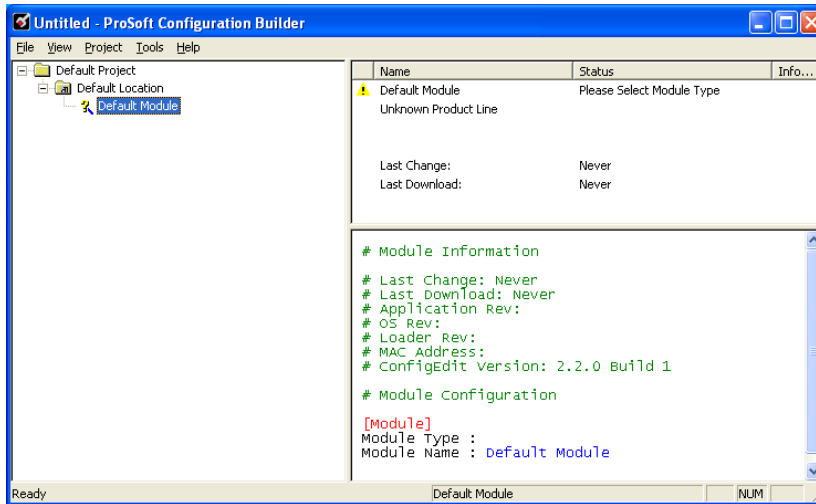 Untitled - ProSoft Configuration Builder
File View Project Tools Help
Default Project
Default Location
Default Module
Name Status Info...
Default Module Please Select Module Type
Unknown Product Line
Last Change: Never
Last Download: Never
# Module Information
# Last Change: Never
# Last Download: Never
# Application Rev:
# OS Rev:
# Loader Rev:
# MAC Address:
# ConfigEdit Version: 2.2.0 Build 1
# Module Configuration
[Module]
Module Type :
Module Name : Default Module
Ready Default Module NUM